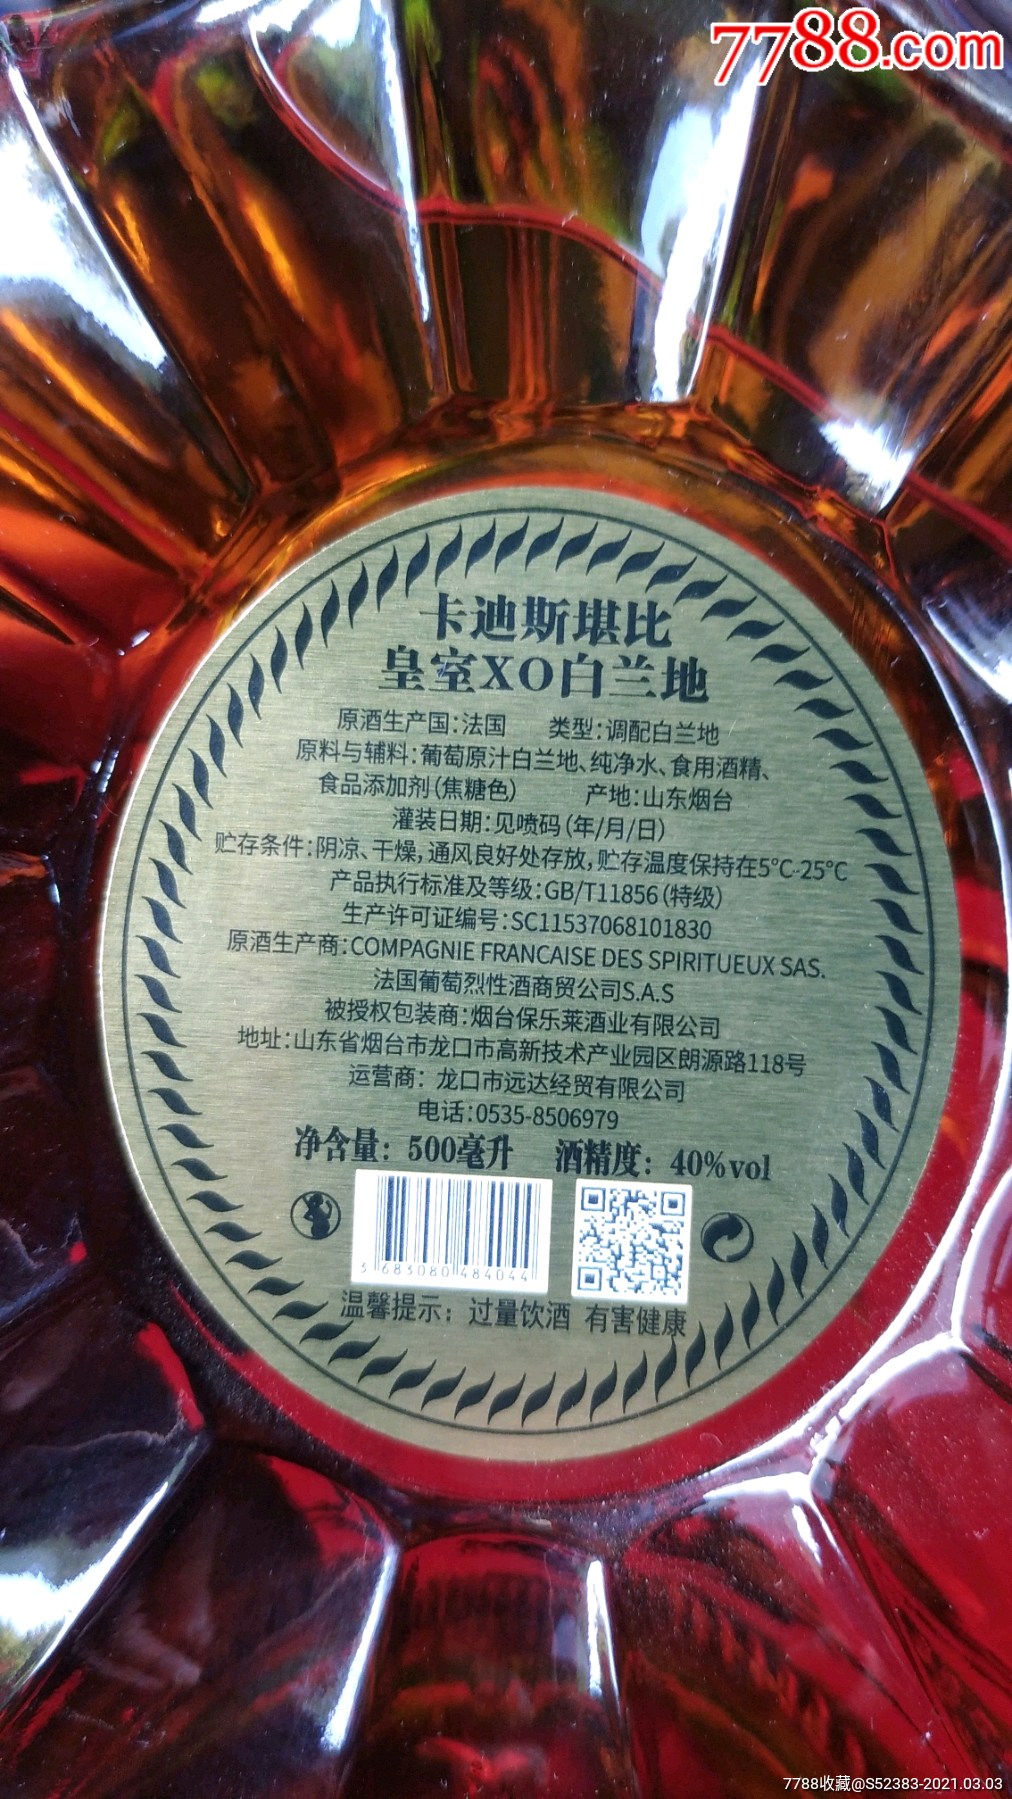 7788.com
卡迪斯堪比
皇室XO白兰地
原酒生产国:法国 类型:调配白兰地
原料与辅料:葡萄原汁白兰地、纯净水、食用酒精、
食品添加剂(焦糖色) 产地:山东烟台
灌装日期:见喷码(年/月/日)
贮存条件:阴凉、干燥,通风良好处存放,贮存温度保持在5°C-25°C
产品执行标准及等级:GB/T11856(特级)
生产许可证编号:SC11537068101830
原酒生产商:COMPAGNIE FRANCAISE DES SPIRITUEUX SAS.
法国葡萄烈性酒商贸公司S.A.S
被授权包装商:烟台保乐莱酒业有限公司
地址:山东省烟台市龙口市高新技术产业园区朗源路118号
运营商:龙口市远达经贸有限公司
电话:0535-8506979
净含量:500毫升 酒精度:40%vol
3 683080 484044
温馨提示:过量饮酒 有害健康
7788收藏@S52383-2021.03.03